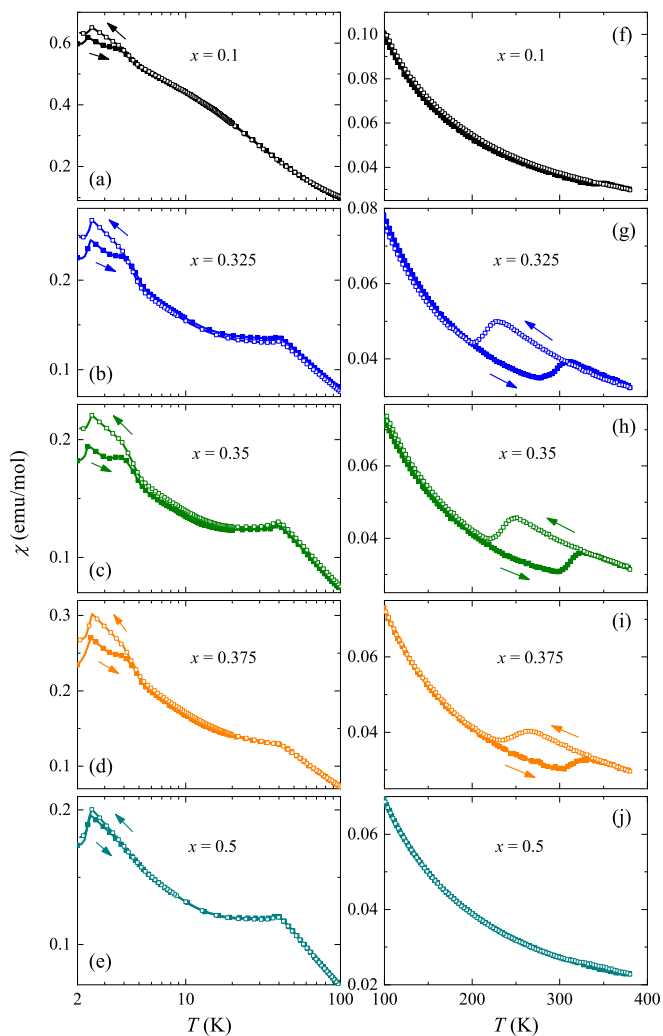 0.6
0.4
0.2
x = 0.1
(a)
0.10
0.08
0.06
0.04
x = 0.1
(f)
0.2
0.1
x = 0.325
(b)
0.08
0.06
0.04
x = 0.325
(g)
0.2
0.1
x = 0.35
(c)
0.06
0.04
x = 0.35
(h)
0.3
0.2
0.1
x = 0.375
(d)
0.06
0.04
x = 0.375
(i)
0.2
0.1
x = 0.5
(e)
0.06
0.04
0.02
x = 0.5
(j)
χ (emu/mol)
2 10 100
100 200 300 400
T (K)
T (K)